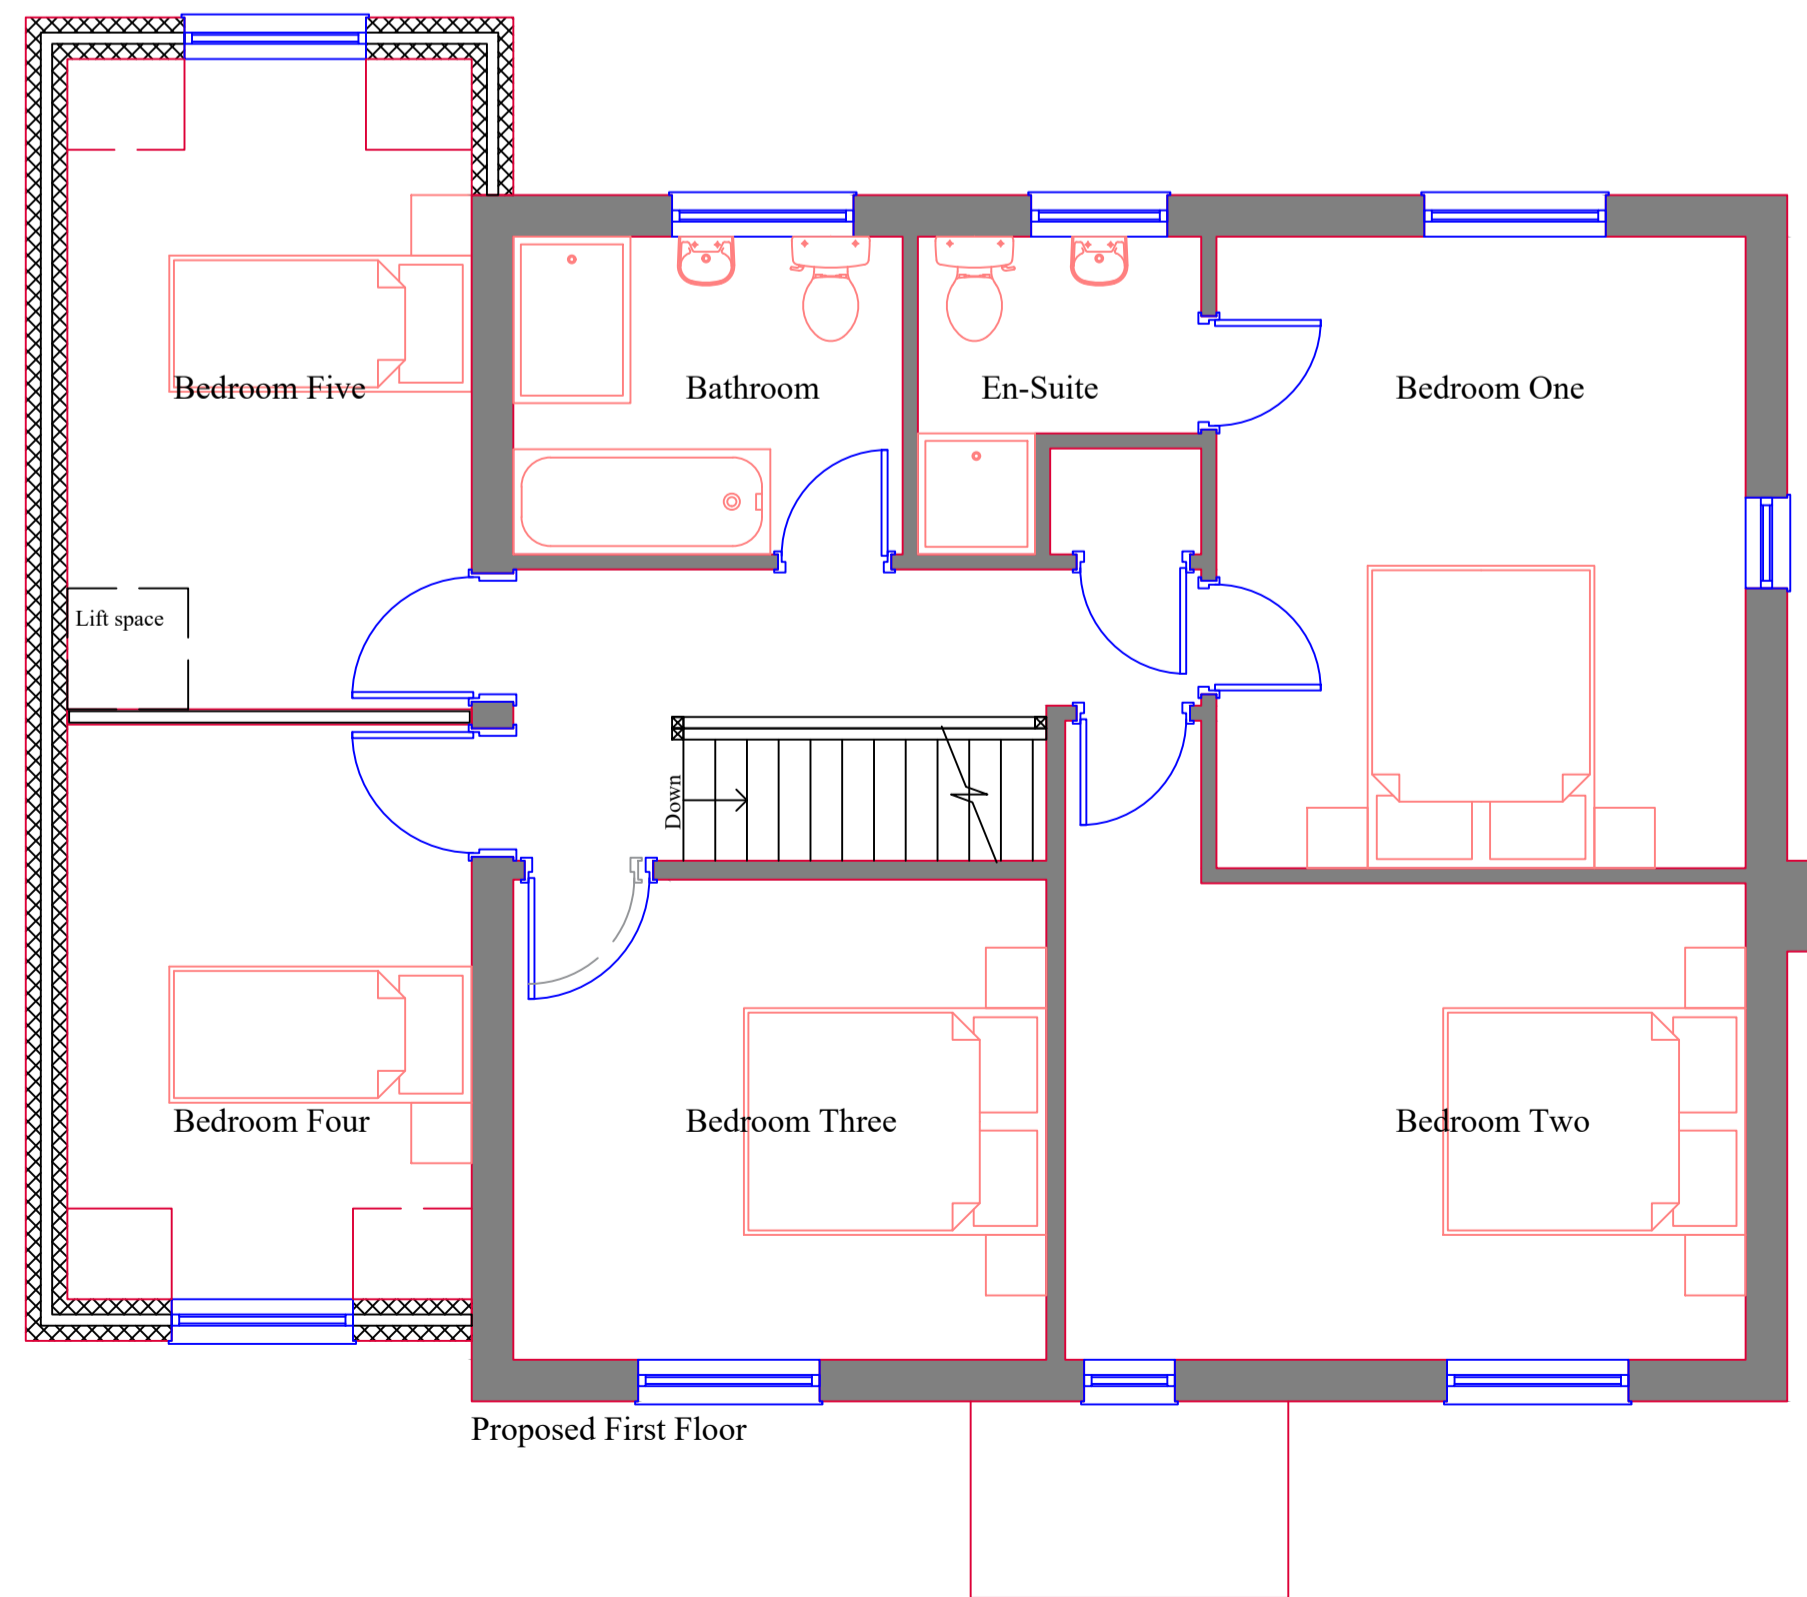 Bedroom Five
Bathroom
En-Suite
Bedroom One
Lift space
Down
Bedroom Four
Bedroom Three
Bedroom Two
Proposed First Floor